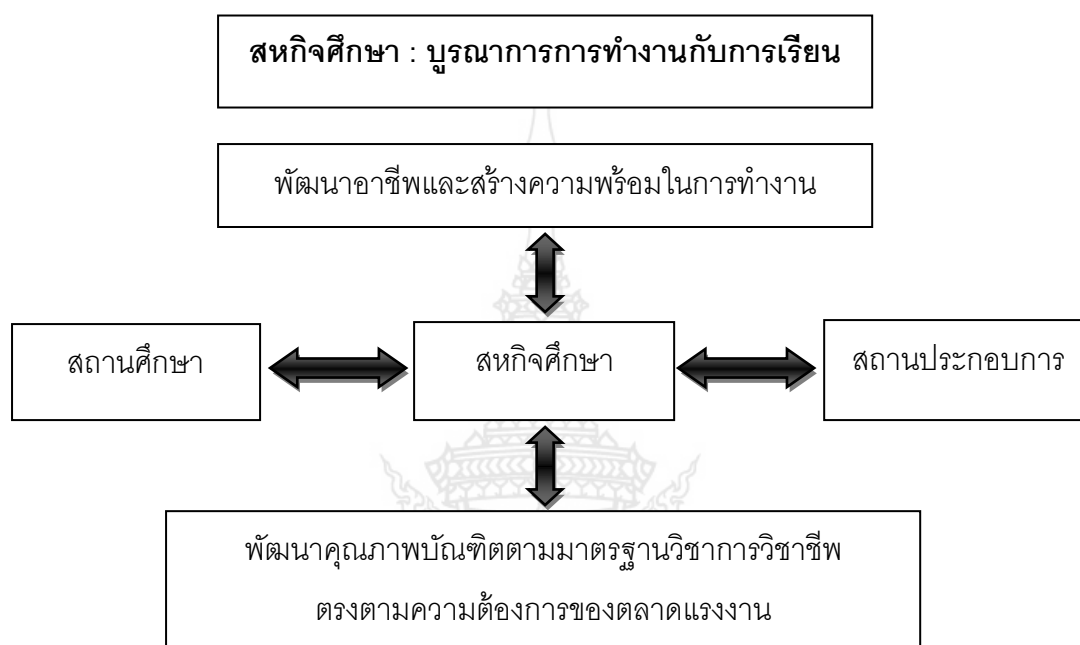 สหกิจศึกษา : บูรณาการการทำงานกับการเรียน
พัฒนาอาชีพและสร้างความพร้อมในการทำงาน
สถานศึกษา
สหกิจศึกษา
สถานประกอบการ
พัฒนาคุณภาพบัณฑิตตามมาตรฐานวิชาการวิชาชีพ
ตรงตามความต้องการของตลาดแรงงาน